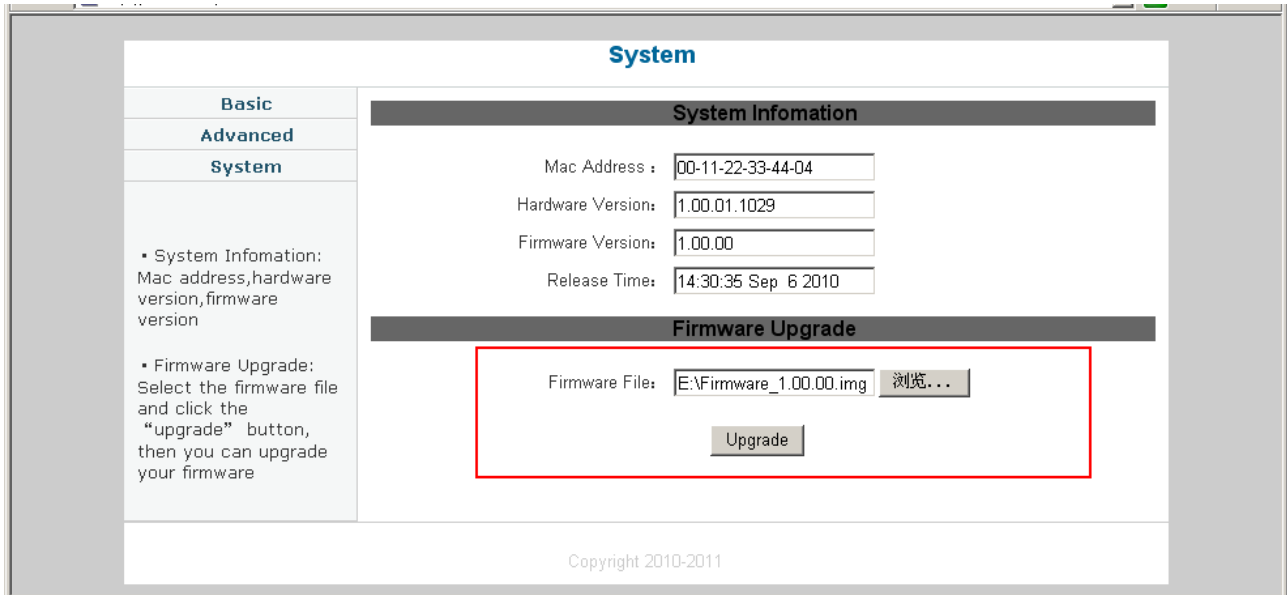 System
Basic
Advanced
System
• System Infomation:
Mac address,hardware
version,firmware
version
• Firmware Upgrade:
Select the firmware file
and click the
“upgrade” button,
then you can upgrade
your firmware
System Infomation
Mac Address : 00-11-22-33-44-04
Hardware Version: 1.00.01.1029
Firmware Version: 1.00.00
Release Time: 14:30:35 Sep 6 2010
Firmware Upgrade
Firmware File: E:\Firmware_1.00.00.img 浏览...
Upgrade
Copyright 2010-2011